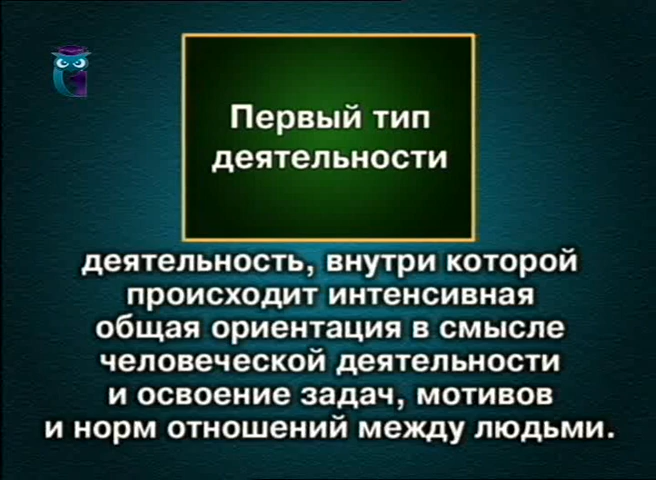 Первый тип
деятельности
деятельность, внутри которой
происходит интенсивная
общая ориентация в смысле
человеческой деятельности
и освоение задач, мотивов
и норм отношений между людьми.